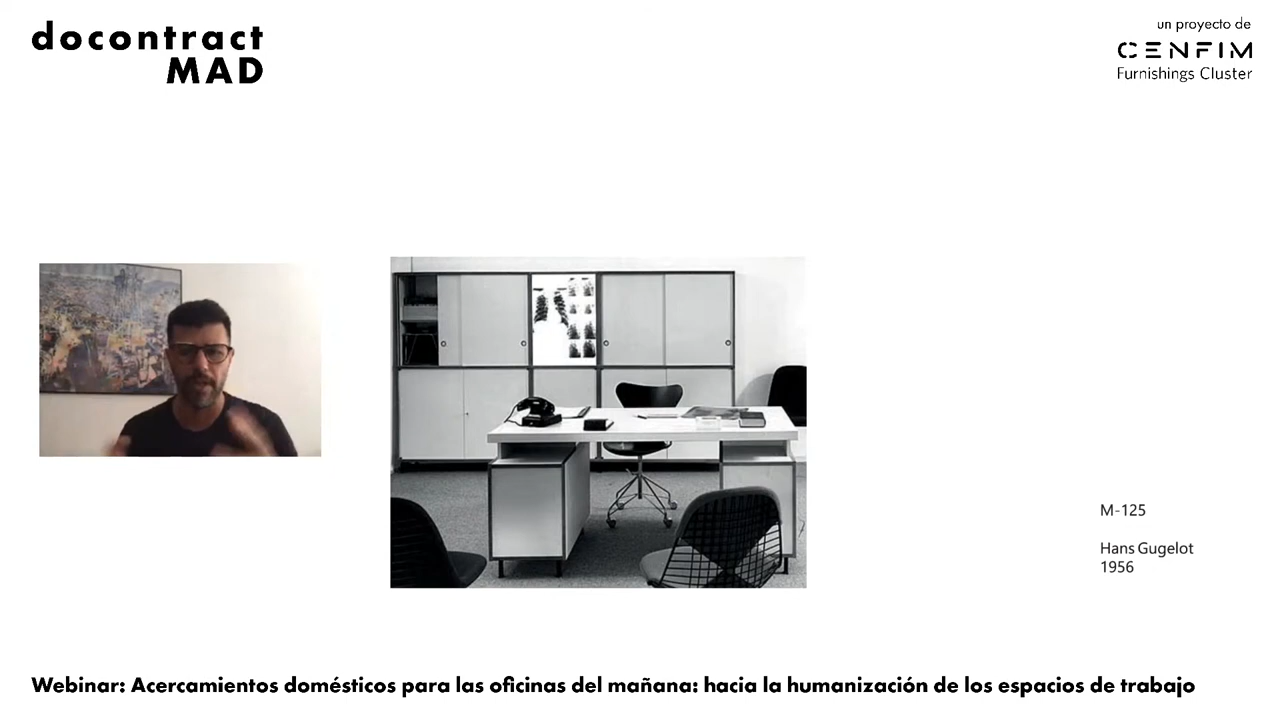 docontract
MAD
un proyecto de
CENFIM
Furnishings Cluster
M-125
Hans Gugelot
1956
Webinar: Acercamientos domésticos para las oficinas del mañana: hacia la humanización de los espacios de trabajo